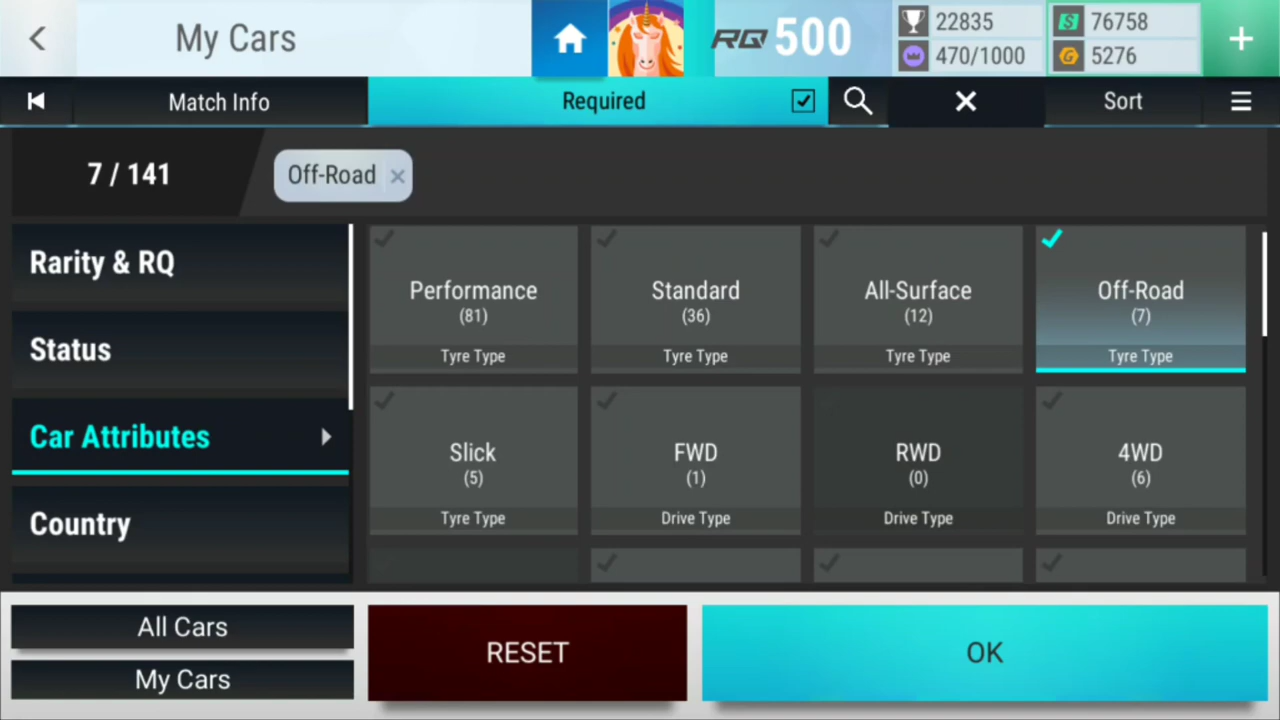 My Cars
RQ 500
22835
470/1000
76758
5276
+
Match Info
Required
Sort
7 / 141
Off-Road ×
Rarity & RQ
Status
Car Attributes
Country
Performance
(81)
Tyre Type
Standard
(36)
Tyre Type
All-Surface
(12)
Tyre Type
Off-Road
(7)
Tyre Type
Slick
(5)
Tyre Type
FWD
(1)
Drive Type
RWD
(0)
Drive Type
4WD
(6)
Drive Type
All Cars
My Cars
RESET
OK